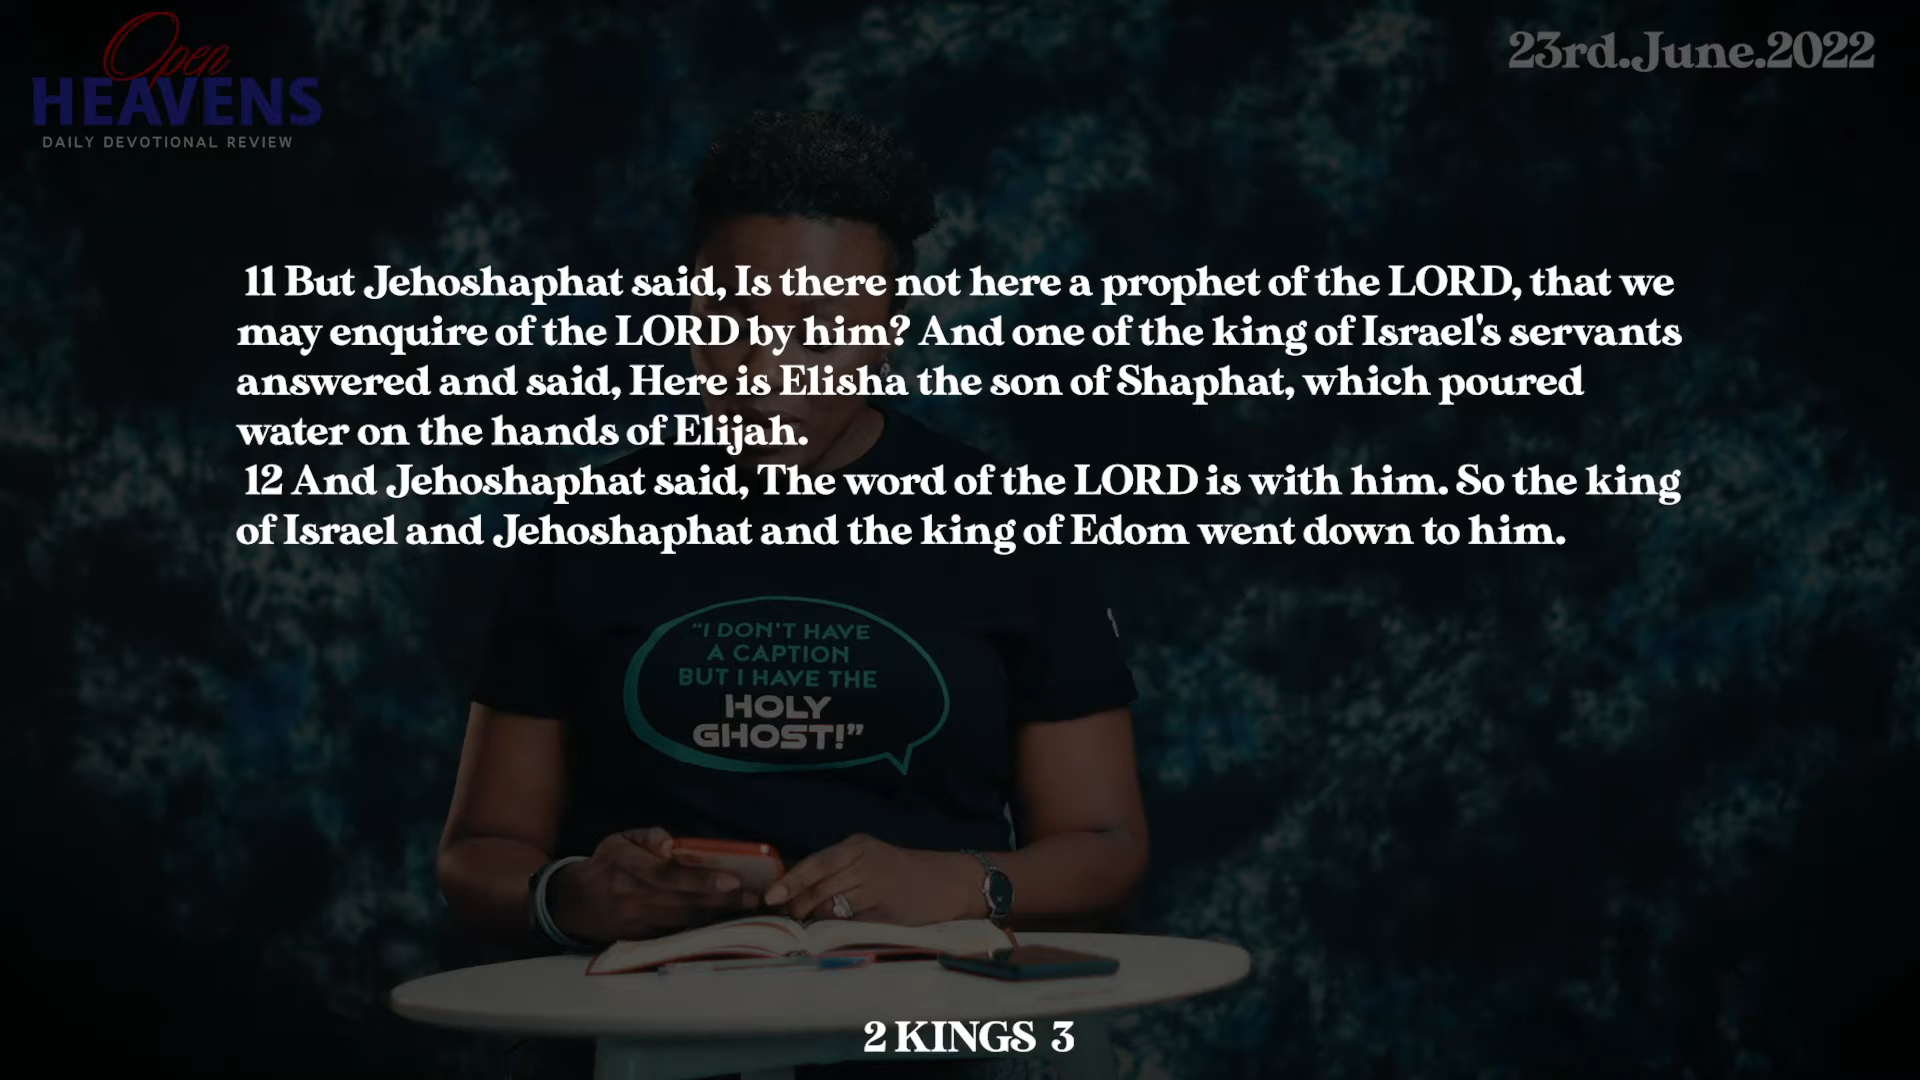 Open
HEAVENS
DAILY DEVOTIONAL REVIEW
23rd.June.2022
11 But Jehoshaphat said, Is there not here a prophet of the LORD, that we
may enquire of the LORD by him? And one of the king of Israel's servants
answered and said, Here is Elisha the son of Shaphat, which poured
water on the hands of Elijah.
12 And Jehoshaphat said, The word of the LORD is with him. So the king
of Israel and Jehoshaphat and the king of Edom went down to him.
“I DON'T HAVE
A CAPTION
BUT I HAVE THE
HOLY
GHOST!”
2 KINGS 3